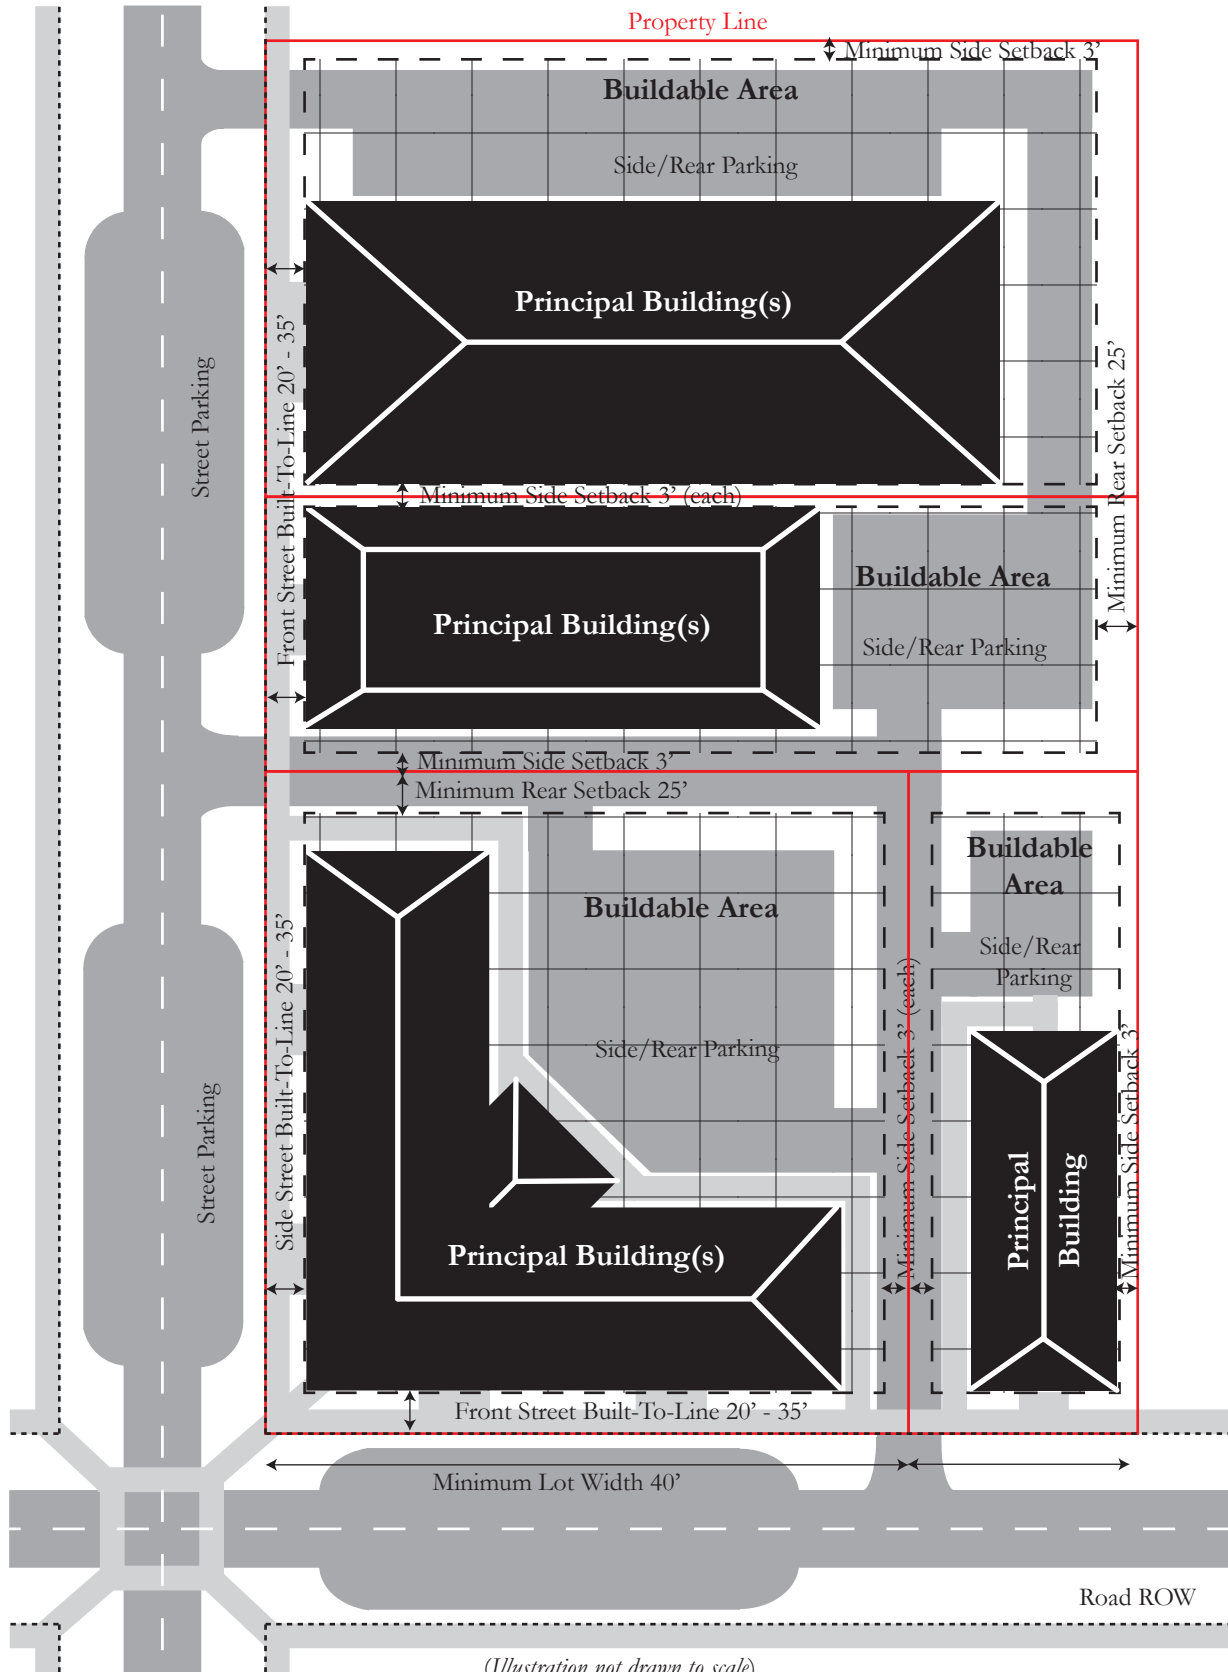 Property Line
Minimum Side Setback 3’
Buildable Area
Side/Rear Parking
Principal Building(s)
Street Parking
Front Street Built-To-Line 20’ - 35’
Minimum Rear Setback 25’
Minimum Side Setback 3’ (each)
Buildable Area
Principal Building(s)
Side/Rear Parking
Minimum Side Setback 3’
Minimum Rear Setback 25’
Buildable
Area
Buildable Area
Side/Rear
Parking
Side/Rear Parking
Street Parking
Side Street Built-To-Line 20’ - 35’
Minimum Side Setback 3’ (each)
Minimum Side Setback 3’
Principal
Building
Principal Building(s)
Front Street Built-To-Line 20’ - 35’
Minimum Lot Width 40’
Road ROW
(Illustration not drawn to scale)